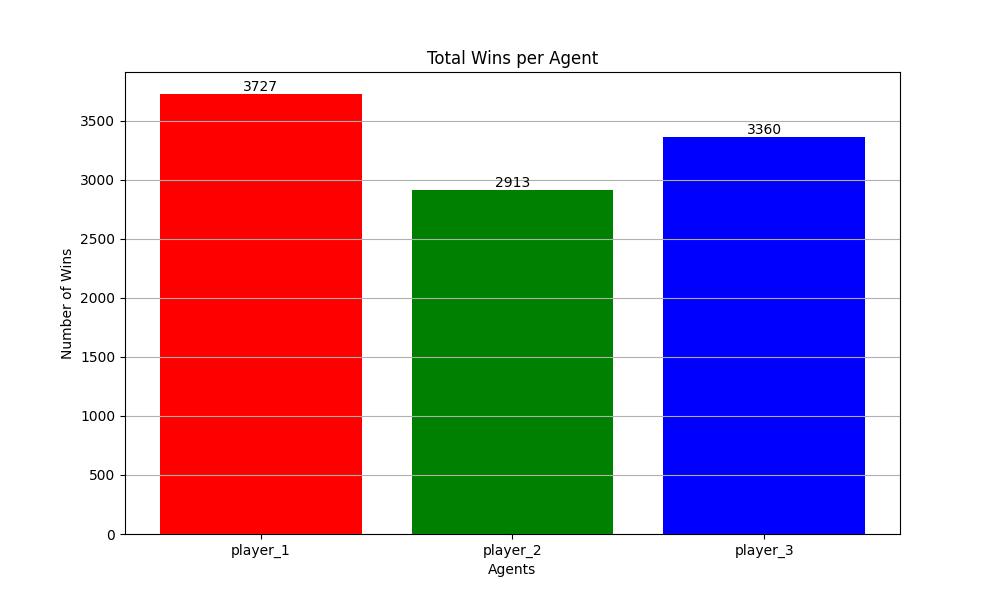 Total Wins per Agent
3727
2913
3360
Number of Wins
3500
3000
2500
2000
1500
1000
500
0
player_1
player_2
player_3
Agents